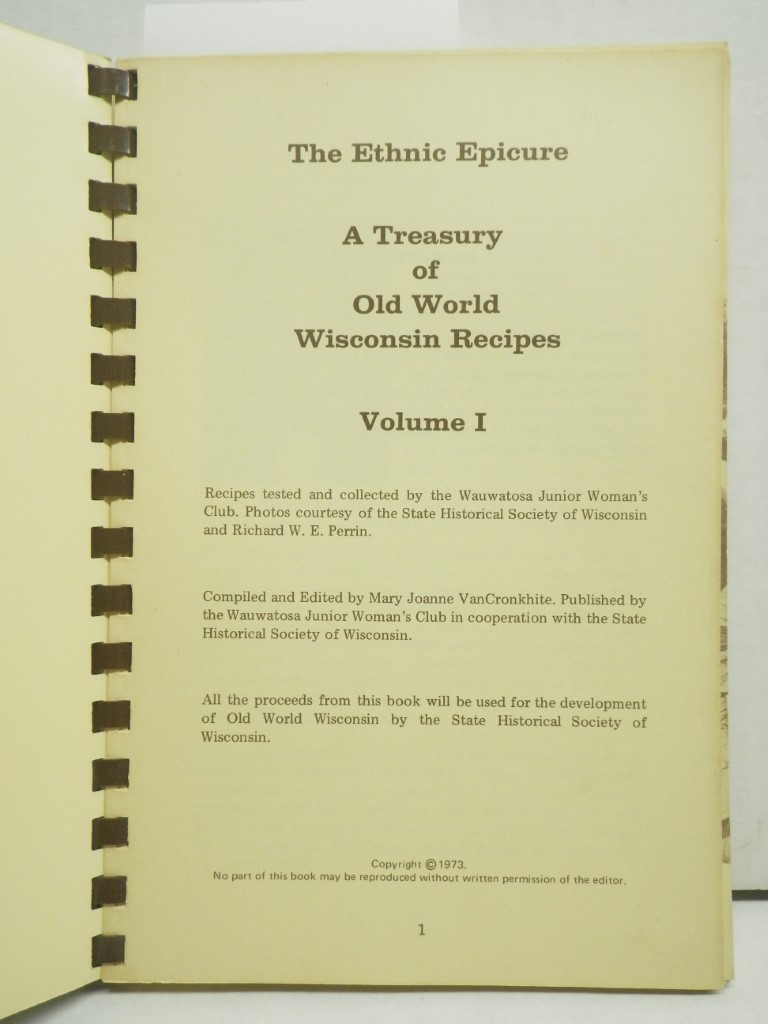 The Ethnic Epicure
A Treasury
of
Old World
Wisconsin Recipes
Volume I
Recipes tested and collected by the Wauwatosa Junior Woman's
Club. Photos courtesy of the State Historical Society of Wisconsin
and Richard W. E. Perrin.
Compiled and Edited by Mary Joanne VanCronkhite. Published by
the Wauwatosa Junior Woman's Club in cooperation with the State
Historical Society of Wisconsin.
All the proceeds from this book will be used for the development
of Old World Wisconsin by the State Historical Society of
Wisconsin.
Copyright © 1973.
No part of this book may be reproduced without written permission of the editor.
1